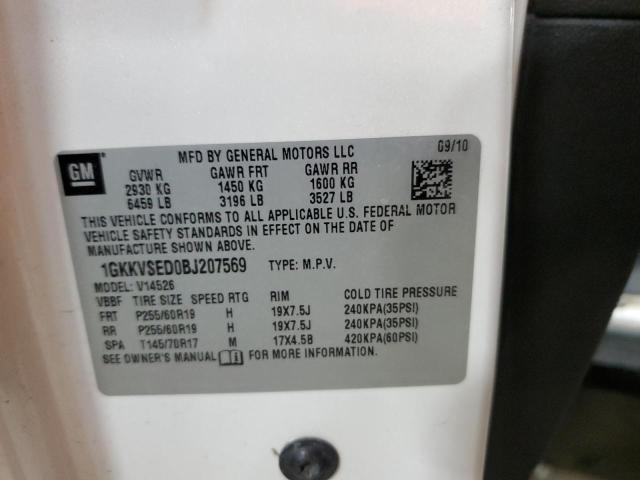 GM
MFD BY GENERAL MOTORS LLC 09/10
GVWR GAWR FRT GAWR RR
2930 KG 1450 KG 1600 KG
6459 LB 3196 LB 3527 LB
THIS VEHICLE CONFORMS TO ALL APPLICABLE U.S. FEDERAL MOTOR
VEHICLE SAFETY STANDARDS IN EFFECT ON THE DATE OF
MANUFACTURE SHOWN ABOVE.
1GKKVSED0BJ207569 TYPE: M.P.V.
MODEL: V14526
VBBF TIRE SIZE SPEED RTG RIM COLD TIRE PRESSURE
FRT P255/60R19 H 19X7.5J 240KPA(35PSI)
RR P255/60R19 H 19X7.5J 240KPA(35PSI)
SPA T145/70R17 M 17X4.5B 420KPA(60PSI)
SEE OWNER'S MANUAL FOR MORE INFORMATION.